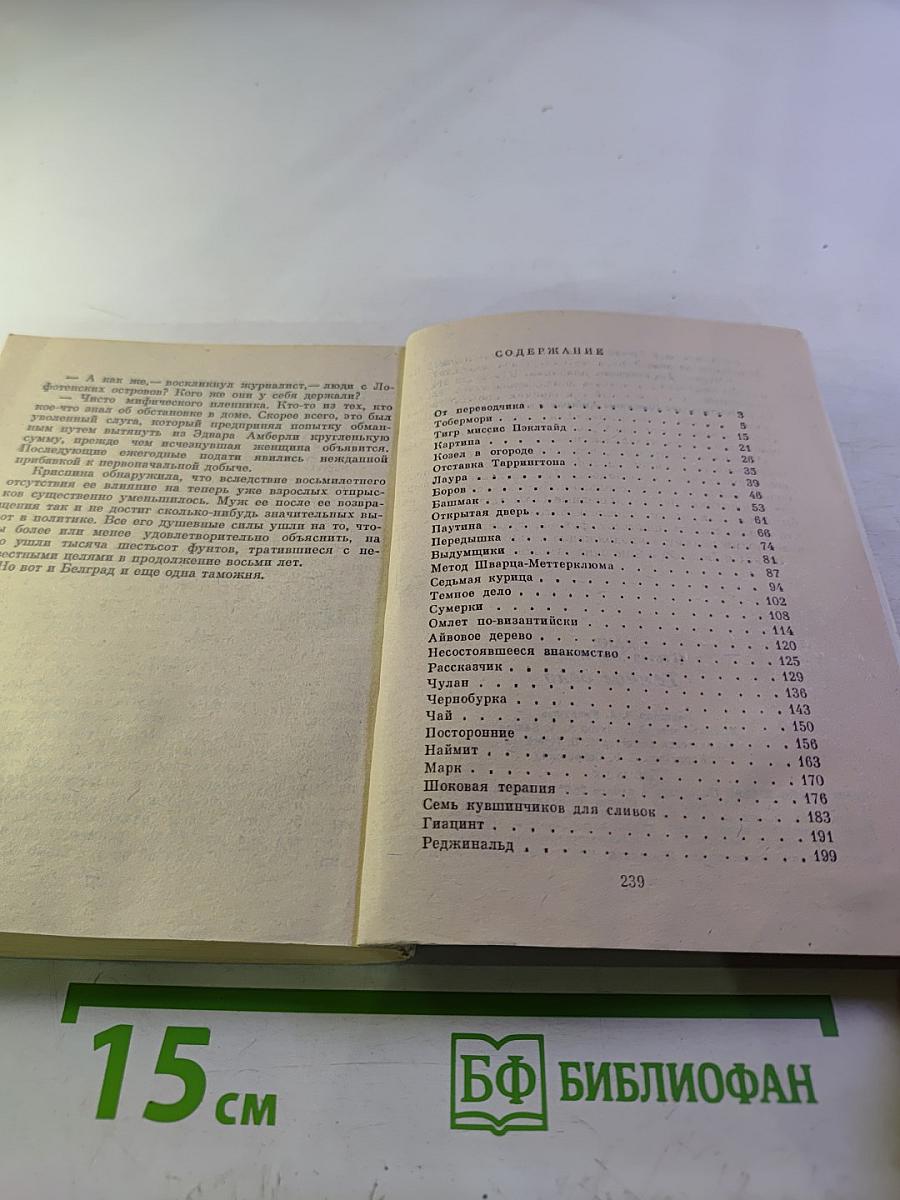 — А как же,— воскликнул журналист,— люди с Ло-
фотенских островов? Кого же они у себя держали?
— Чисто мифического пленника. Кто-то из тех, кто
кое-что знал об обстановке в доме. Скорее всего, это был
уволенный слуга, который предпринял попытку обман-
ным путем вытянуть из Эдвара Амберли кругленькую
сумму, прежде чем исчезнувшая женщина объявится.
Последующие ежегодные подати явились нежданной
прибавкой к первоначальной добыче.
Криспина обнаружила, что вследствие восьмилетнего
отсутствия ее влияние на теперь уже взрослых отпрыс-
ков существенно уменьшилось. Муж ее после ее возвра-
щения так и не достиг сколько-нибудь значительных вы-
от в политике. Все его душевные силы ушли на то, что-
ы более или менее удовлетворительно объяснить, на
о ушли тысяча шестьсот фунтов, тратившиеся с не-
вестными целями в продолжение восьми лет.
Но вот и Белград и еще одна таможня.
СОДЕРЖАНИЕ
От переводчика . . . . . . . . . . 3
Тобермори . . . . . . . . . . 5
Тигр миссис Пэклтайд . . . . . . . . 15
Картина . . . . . . . . . . 21
Козел в огороде . . . . . . . . . 26
Отставка Таррингтона . . . . . . . . 35
Лаура . . . . . . . . . . 39
Боров . . . . . . . . . . 46
Башмак . . . . . . . . . . 53
Открытая дверь . . . . . . . . . 61
Паутина . . . . . . . . . . 66
Передышка . . . . . . . . . . 74
Выдумщики . . . . . . . . . . 81
Метод Шварца-Меттерклюма . . . . . . 87
Седьмая курица . . . . . . . . . 94
Темное дело . . . . . . . . . . 102
Сумерки . . . . . . . . . . 108
Омлет по-византийски . . . . . . . . 114
Айвовое дерево . . . . . . . . . 120
Несостоявшееся знакомство . . . . . . 125
Рассказчик . . . . . . . . . . 129
Чулан . . . . . . . . . . 136
Чернобурка . . . . . . . . . . 143
Чай . . . . . . . . . . 150
Посторонние . . . . . . . . . . 156
Наймит . . . . . . . . . . 163
Марк . . . . . . . . . . 170
Шоковая терапия . . . . . . . . . 176
Семь кувшинчиков для сливок . . . . . . 183
Гиацинт . . . . . . . . . . 191
Реджинальд . . . . . . . . . . 199
239
15 см
БФ БИБЛИОФАН